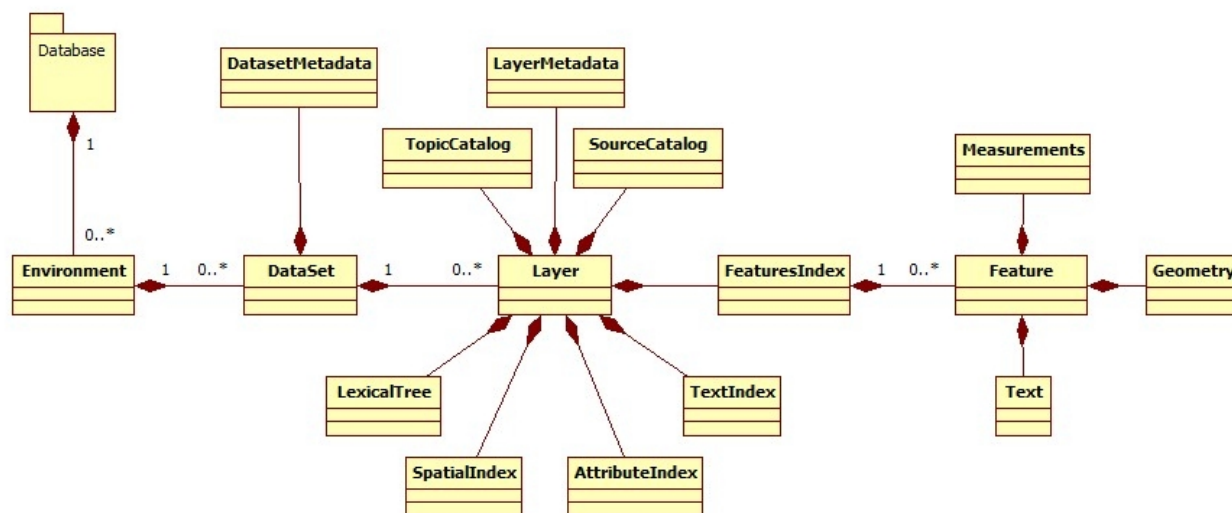 Database
DatasetMetadata
LayerMetadata
TopicCatalog
SourceCatalog
Measurements
1
0..*
Environment
1
0..*
DataSet
1
0..*
Layer
FeaturesIndex
1
0..*
Feature
Geometry
LexicalTree
TextIndex
Text
SpatialIndex
AttributeIndex